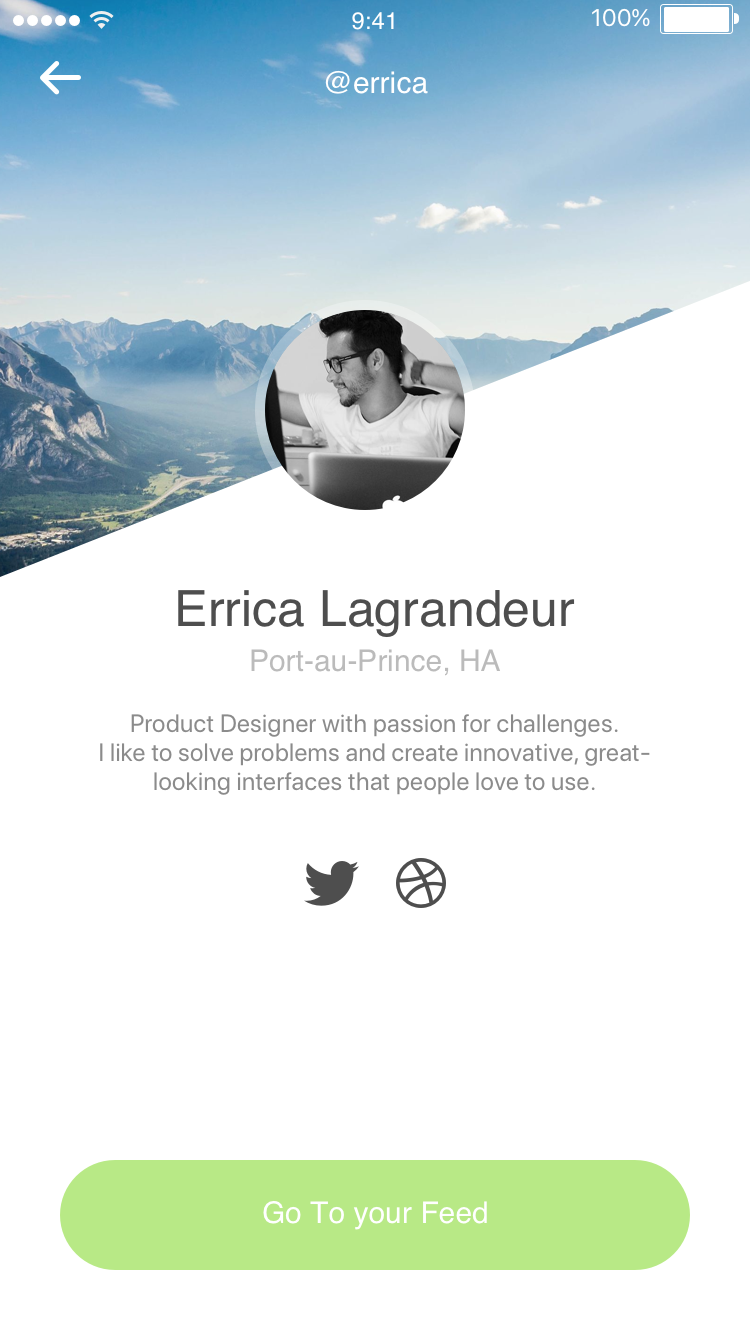 9:41
100%
@errica
Errica Lagrandeur
Port-au-Prince, HA
Product Designer with passion for challenges.
I like to solve problems and create innovative, great-
looking interfaces that people love to use.
Go To your Feed